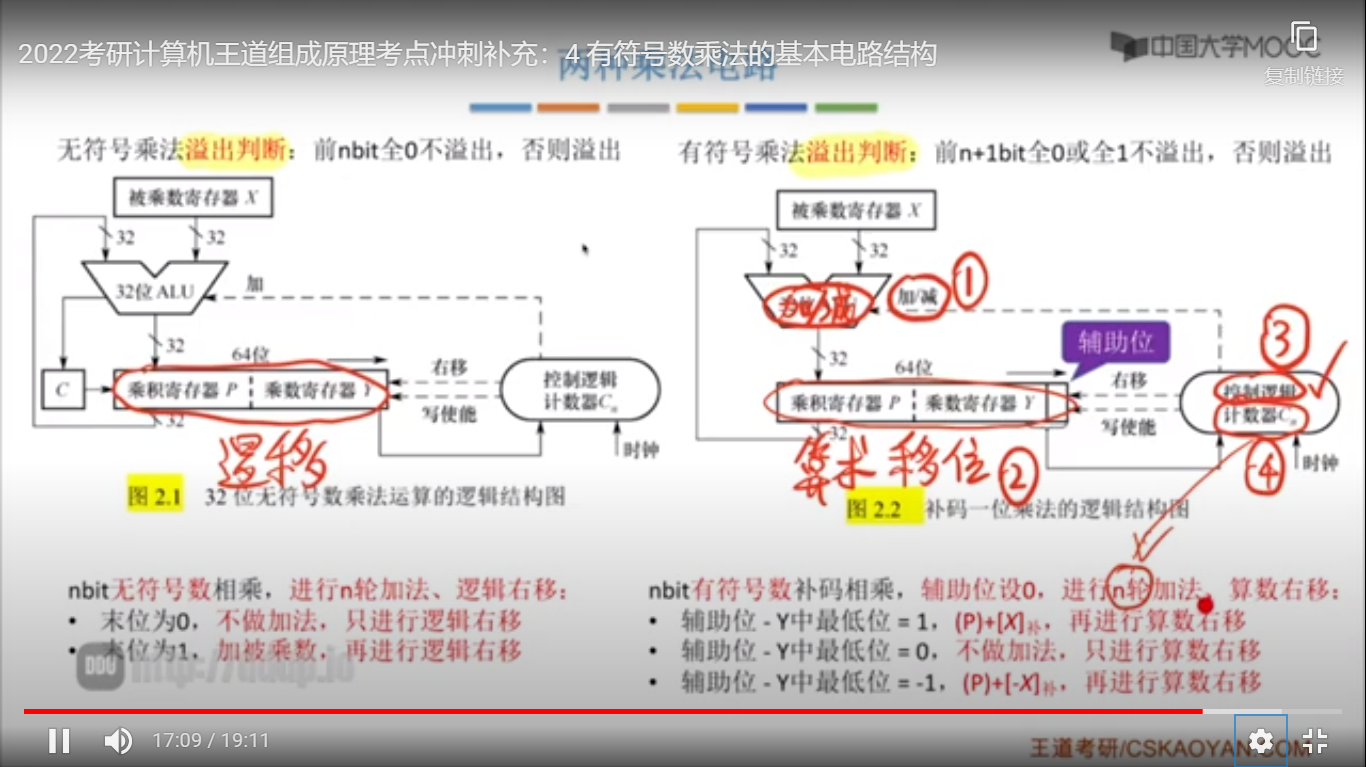 2022考研计算机王道组成原理考点冲刺补充：4 有符号数乘法的基本电路结构
两种乘法电路
中国大学MOOC
复制链接
无符号乘法溢出判断：前nbit全0不溢出，否则溢出
被乘数寄存器 X
32
32
32位 ALU
加
32
64位
C
乘积寄存器 P
乘数寄存器 Y
右移
写使能
控制逻辑
计数器Cn
32
时钟
逻移
图 2.1 32 位无符号数乘法运算的逻辑结构图
nbit无符号数相乘，进行n轮加法、逻辑右移：
• 末位为0，不做加法，只进行逻辑右移
• 末位为1，加被乘数，再进行逻辑右移
有符号乘法溢出判断：前n+1bit全0或全1不溢出，否则溢出
被乘数寄存器 X
32
32
加/减
加/减
①
32
64位
辅助位
乘积寄存器 P
乘数寄存器 Y
右移
写使能
③
控制逻辑
计数器Cn
④
32
时钟
算术移位 ②
图 2.2 补码一位乘法的逻辑结构图
nbit有符号数补码相乘，辅助位设0，进行n轮加法、算数右移：
• 辅助位 - Y中最低位 = 1，(P)+[X]补，再进行算数右移
• 辅助位 - Y中最低位 = 0，不做加法，只进行算数右移
• 辅助位 - Y中最低位 = -1，(P)+[-X]补，再进行算数右移
17:09 / 19:11
王道考研/CSKAOYAN.COM